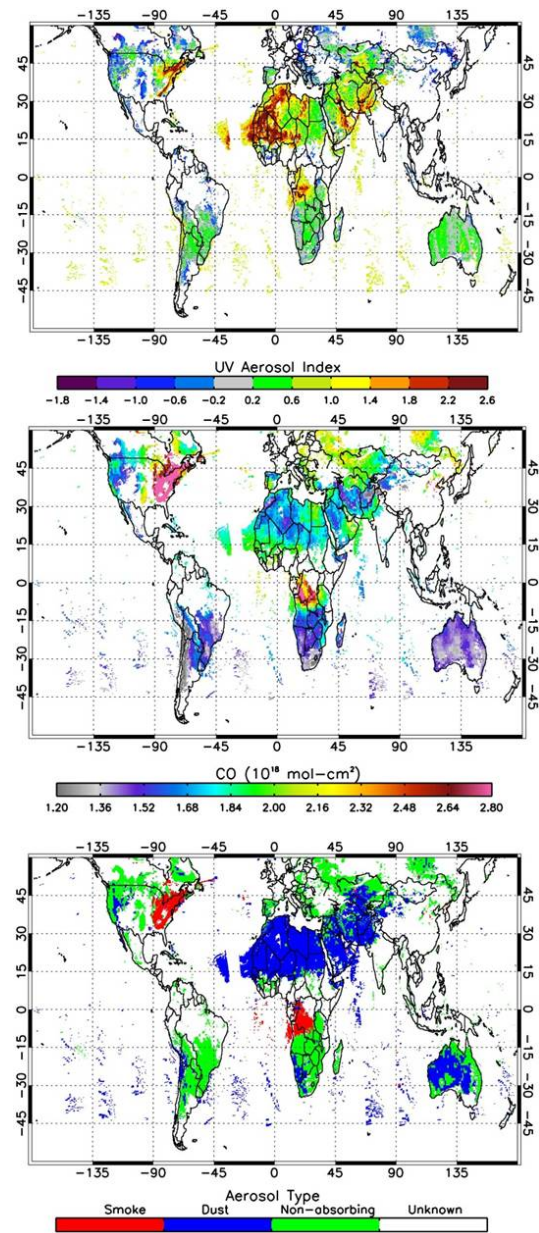 -135 -90 -45 0 45 90 135
45 45
30 30
15 15
0 0
-15 -15
-30 -30
-45 -45
-135 -90 -45 0 45 90 135
UV Aerosol Index
-1.8 -1.4 -1.0 -0.6 -0.2 0.2 0.6 1.0 1.4 1.8 2.2 2.6
-135 -90 -45 0 45 90 135
45 45
30 30
15 15
0 0
-15 -15
-30 -30
-45 -45
-135 -90 -45 0 45 90 135
CO (10¹⁸ mol-cm²)
1.20 1.36 1.52 1.68 1.84 2.00 2.16 2.32 2.48 2.64 2.80
-135 -90 -45 0 45 90 135
45 45
30 30
15 15
0 0
-15 -15
-30 -30
-45 -45
-135 -90 -45 0 45 90 135
Aerosol Type
Smoke Dust Non-absorbing Unknown